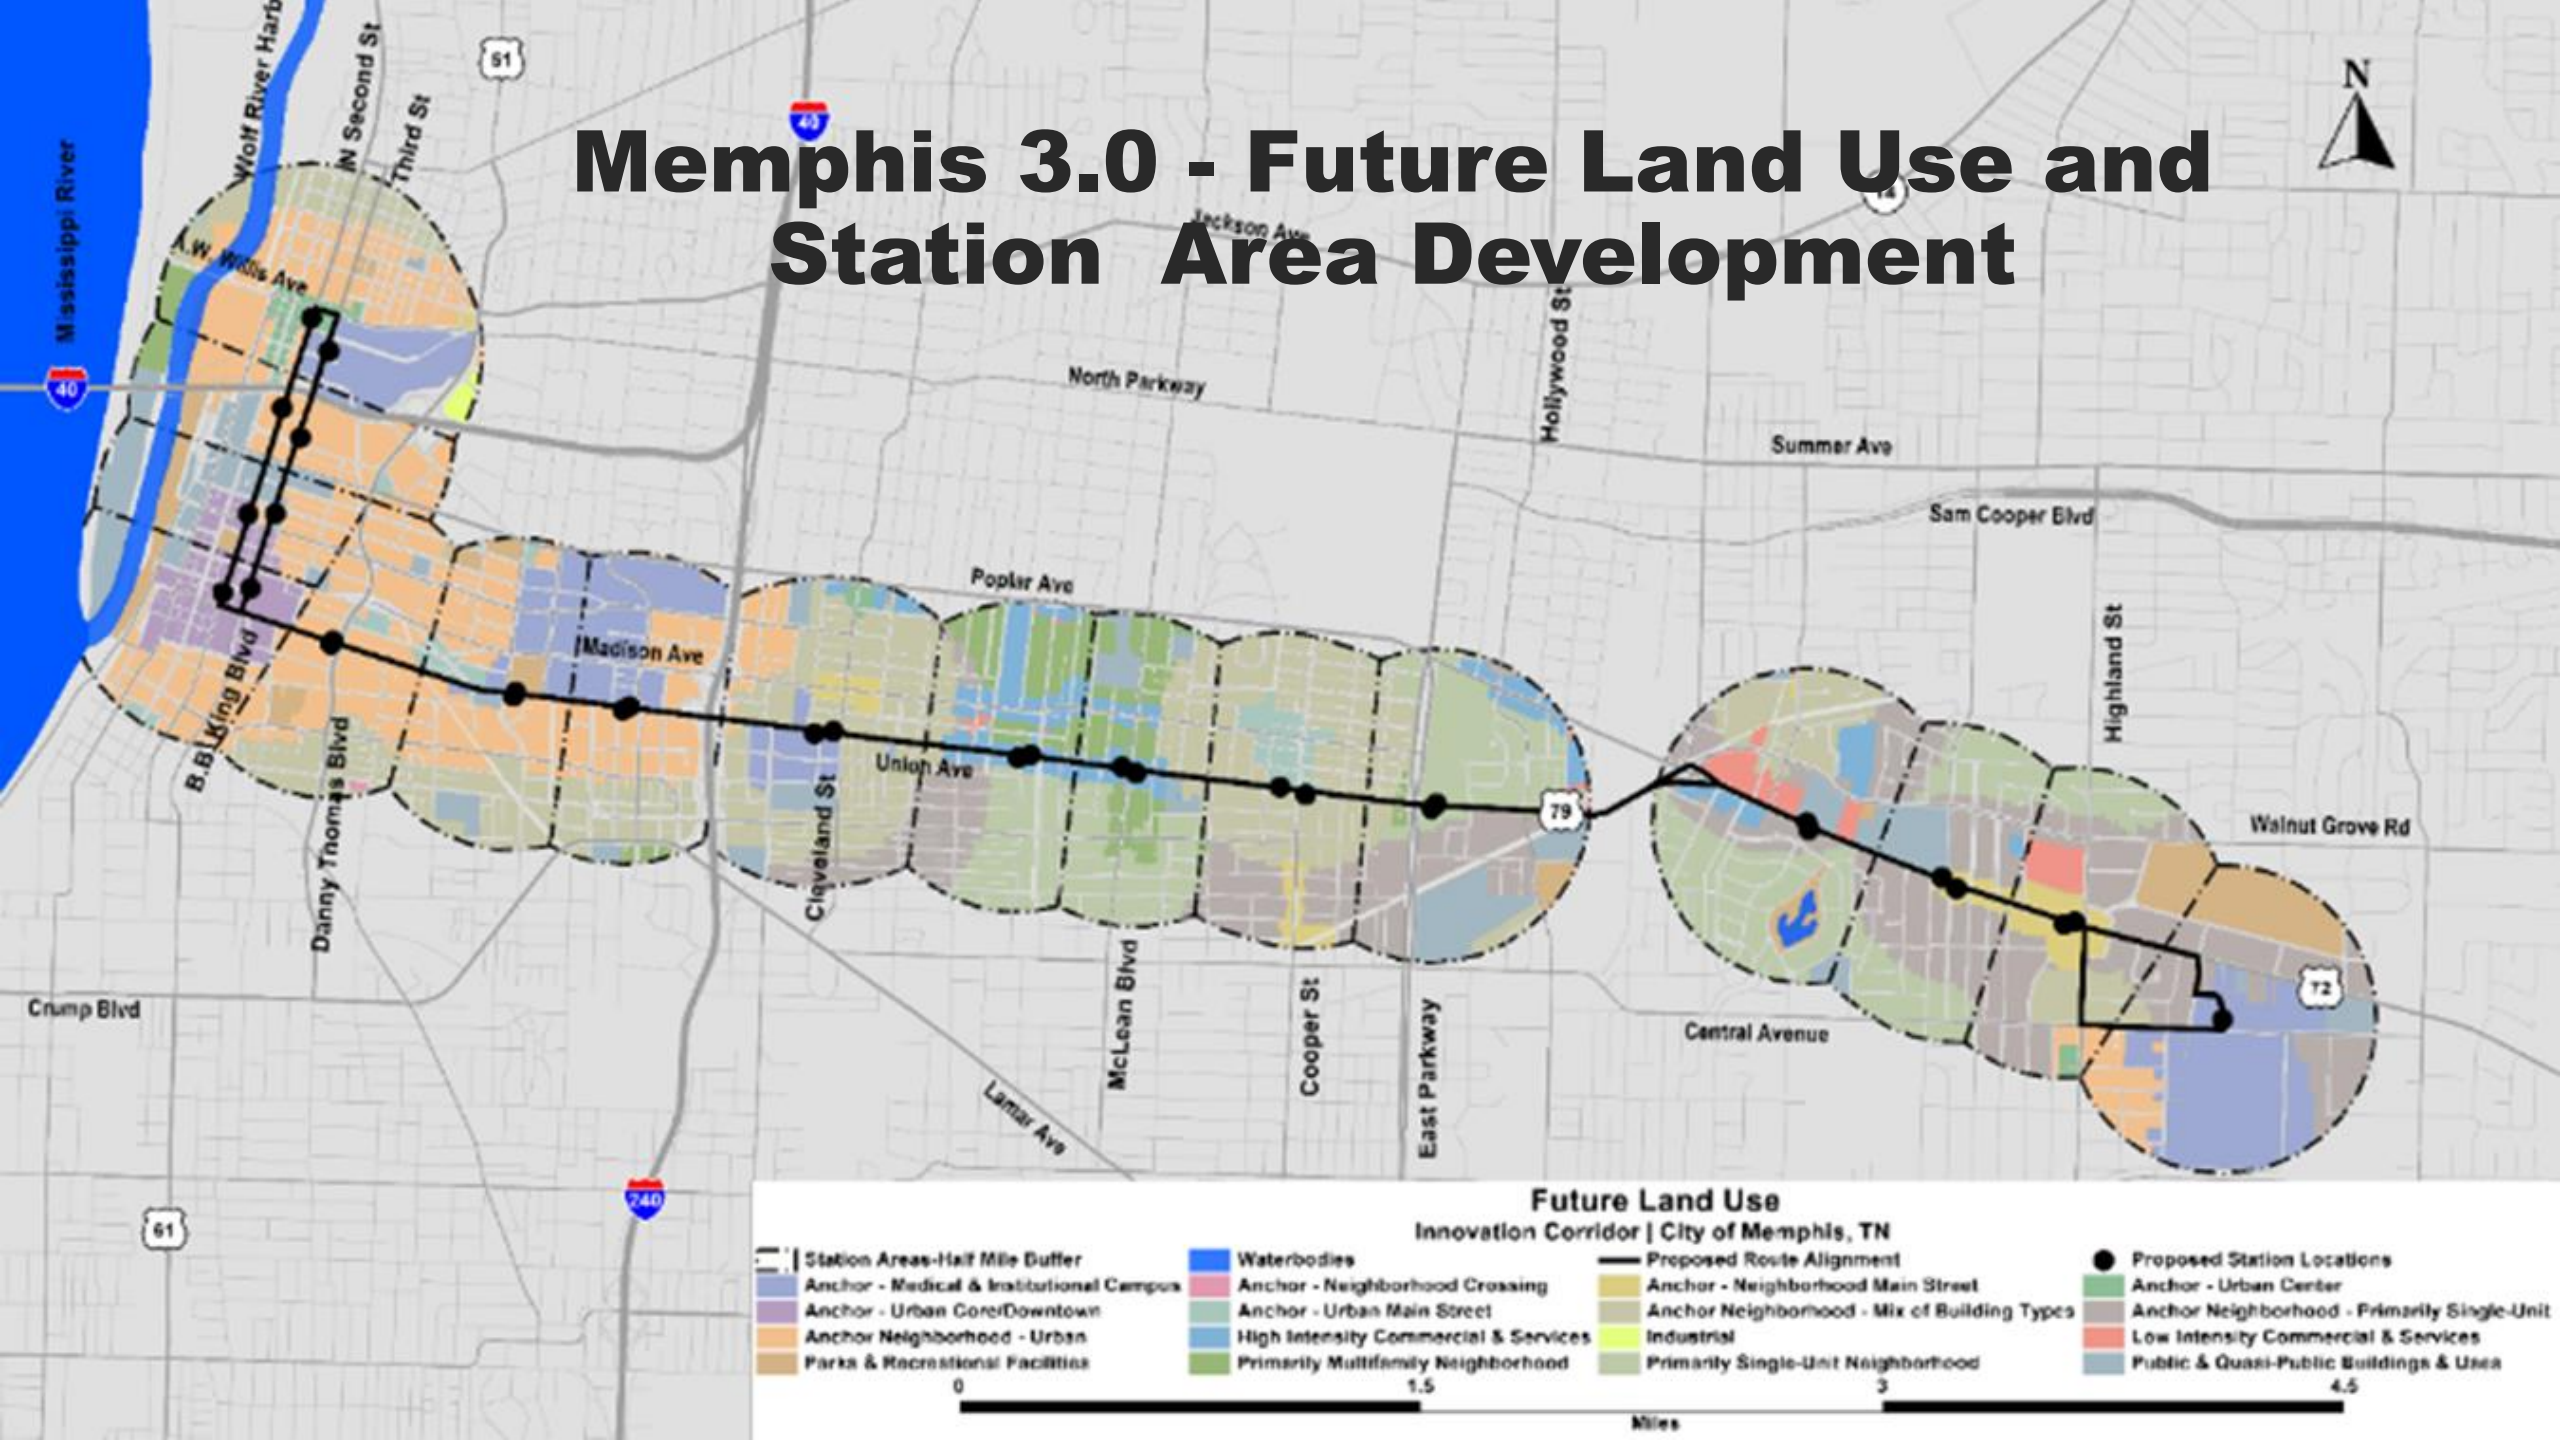 Memphis 3.0 - Future Land Use and
Station Area Development
N
Mississippi River
Wolf River Harb
N Second St
Third St
51
40
14
Jackson Ave
A.W. Willis Ave
40
North Parkway
Hollywood St
Summer Ave
Sam Cooper Blvd
Poplar Ave
Madison Ave
Union Ave
B.B. King Blvd
Danny Thomas Blvd
Cleveland St
79
Highland St
Walnut Grove Rd
72
McLean Blvd
Cooper St
East Parkway
Central Avenue
Crump Blvd
Lamar Ave
240
61
Future Land Use
Innovation Corridor | City of Memphis, TN
Station Areas-Half Mile Buffer
Waterbodies
Proposed Route Alignment
Proposed Station Locations
Anchor - Medical & Institutional Campus
Anchor - Neighborhood Crossing
Anchor - Neighborhood Main Street
Anchor - Urban Center
Anchor - Urban Core/Downtown
Anchor - Urban Main Street
Anchor Neighborhood - Mix of Building Types
Anchor Neighborhood - Primarily Single-Unit
Anchor Neighborhood - Urban
High Intensity Commercial & Services
Industrial
Low Intensity Commercial & Services
Parks & Recreational Facilities
Primarily Multifamily Neighborhood
Primarily Single-Unit Neighborhood
Public & Quasi-Public Buildings & Uses
0 1.5 3 4.5
Miles